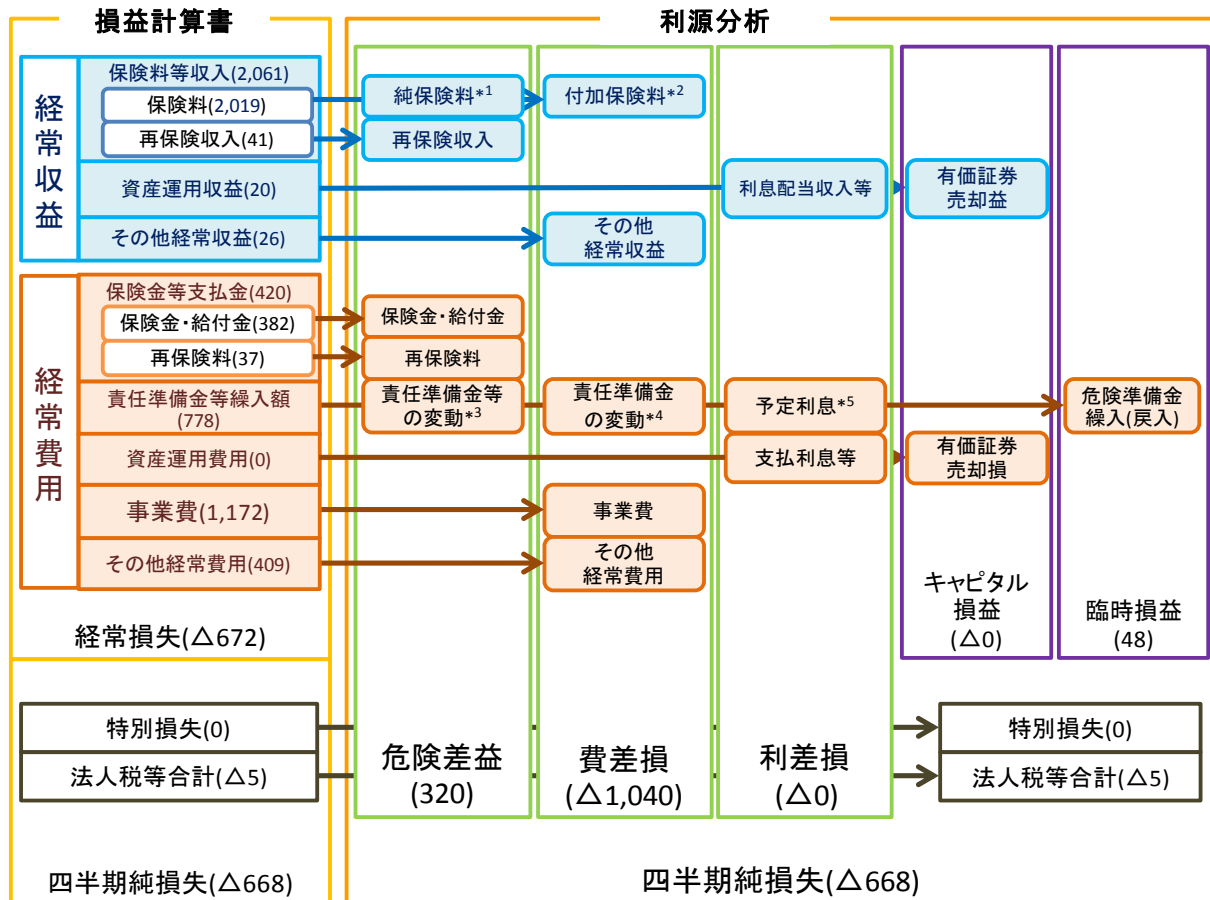 損益計算書
利源分析
経常収益
保険料等収入(2,061)
保険料(2,019)
再保険収入(41)
資産運用収益(20)
その他経常収益(26)
純保険料*1
付加保険料*2
再保険収入
利息配当収入等
有価証券
売却益
その他
経常収益
経常費用
保険金等支払金(420)
保険金・給付金(382)
再保険料(37)
責任準備金等繰入額
(778)
資産運用費用(0)
事業費(1,172)
その他経常費用(409)
保険金・給付金
再保険料
責任準備金等
の変動*3
責任準備金
の変動*4
予定利息*5
危険準備金
繰入(戻入)
支払利息等
有価証券
売却損
事業費
その他
経常費用
経常損失(△672)
キャピタル
損益
(△0)
臨時損益
(48)
特別損失(0)
法人税等合計(△5)
危険差益
(320)
費差損
(△1,040)
利差損
(△0)
特別損失(0)
法人税等合計(△5)
四半期純損失(△668)
四半期純損失(△668)